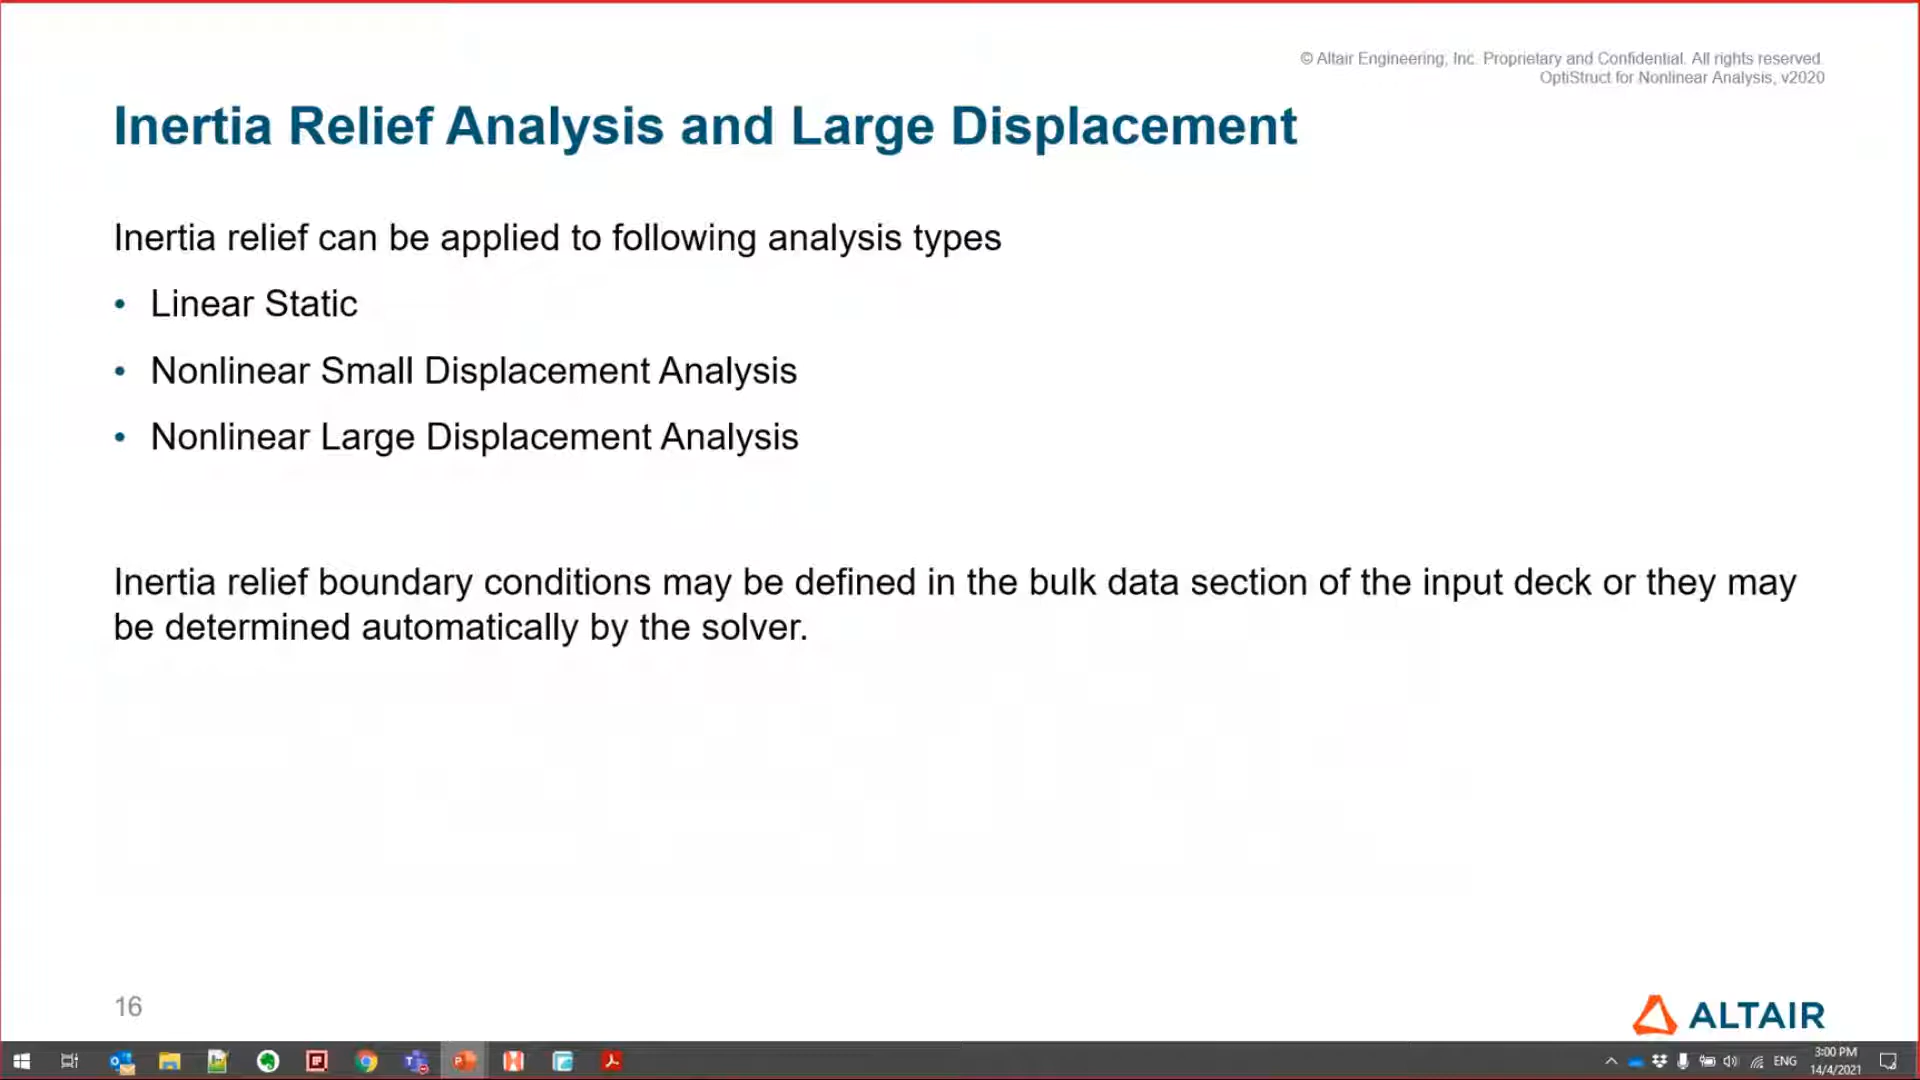 © Altair Engineering, Inc. Proprietary and Confidential. All rights reserved.
OptiStruct for Nonlinear Analysis, v2020
Inertia Relief Analysis and Large Displacement
Inertia relief can be applied to following analysis types
• Linear Static
• Nonlinear Small Displacement Analysis
• Nonlinear Large Displacement Analysis
Inertia relief boundary conditions may be defined in the bulk data section of the input deck or they may
be determined automatically by the solver.
16
ALTAIR
ENG
3:00 PM
14/4/2021